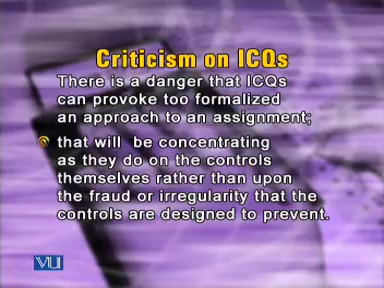 Criticism on ICQs
There is a danger that ICQs
can provoke too formalized
an approach to an assignment;
that will be concentrating
as they do on the controls
themselves rather than upon
the fraud or irregularity that the
controls are designed to prevent.
VU